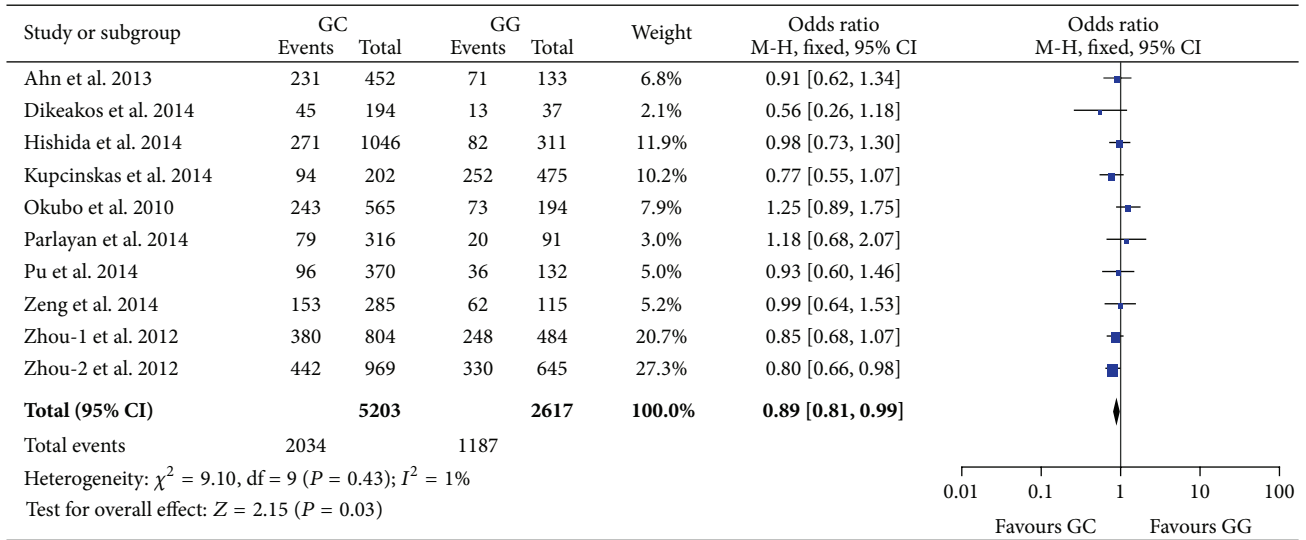 Study or subgroup GC GG Weight Odds ratio Odds ratio
Events Total Events Total M-H, fixed, 95% CI M-H, fixed, 95% CI
Ahn et al. 2013 231 452 71 133 6.8% 0.91 [0.62, 1.34]
Dikeakos et al. 2014 45 194 13 37 2.1% 0.56 [0.26, 1.18]
Hishida et al. 2014 271 1046 82 311 11.9% 0.98 [0.73, 1.30]
Kupcinskas et al. 2014 94 202 252 475 10.2% 0.77 [0.55, 1.07]
Okubo et al. 2010 243 565 73 194 7.9% 1.25 [0.89, 1.75]
Parlayan et al. 2014 79 316 20 91 3.0% 1.18 [0.68, 2.07]
Pu et al. 2014 96 370 36 132 5.0% 0.93 [0.60, 1.46]
Zeng et al. 2014 153 285 62 115 5.2% 0.99 [0.64, 1.53]
Zhou-1 et al. 2012 380 804 248 484 20.7% 0.85 [0.68, 1.07]
Zhou-2 et al. 2012 442 969 330 645 27.3% 0.80 [0.66, 0.98]
Total (95% CI) 5203 2617 100.0% 0.89 [0.81, 0.99]
Total events 2034 1187
Heterogeneity: χ² = 9.10, df = 9 (P = 0.43); I² = 1%
Test for overall effect: Z = 2.15 (P = 0.03)
0.01 0.1 1 10 100
Favours GC Favours GG